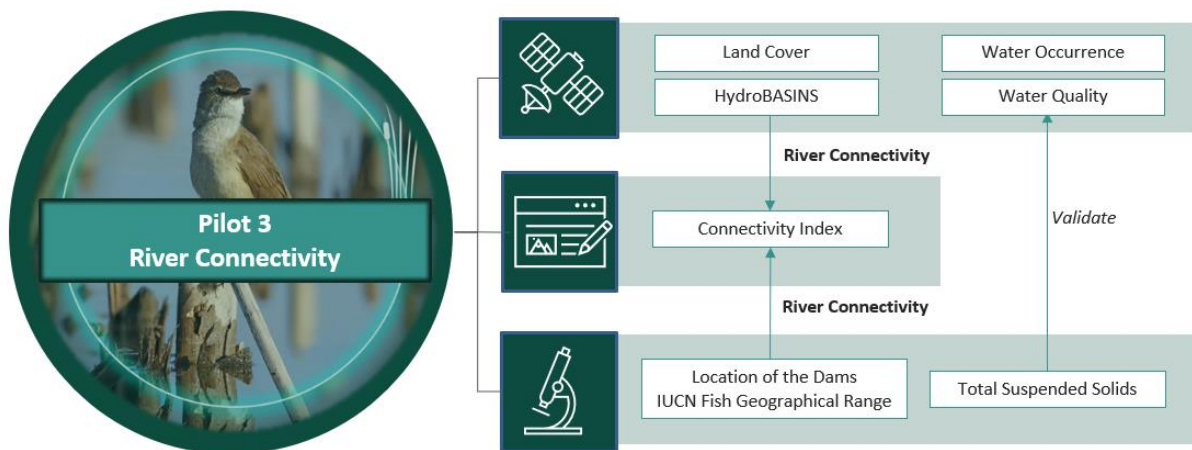 Pilot 3
River Connectivity
Land Cover
Water Occurrence
HydroBASINS
Water Quality
River Connectivity
Connectivity Index
Validate
River Connectivity
Location of the Dams
IUCN Fish Geographical Range
Total Suspended Solids